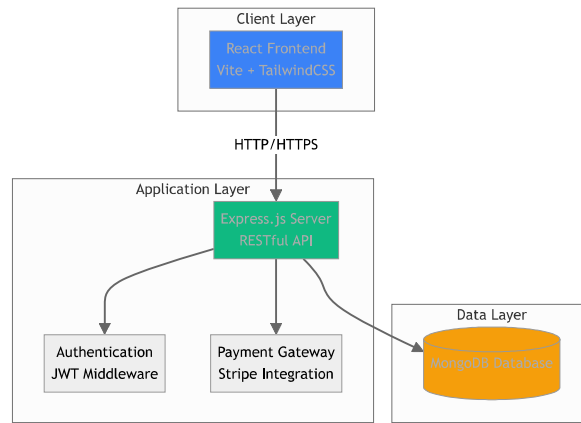 Client Layer
React Frontend
Vite + TailwindCSS
HTTP/HTTPS
Application Layer
Express.js Server
RESTful API
Authentication
JWT Middleware
Payment Gateway
Stripe Integration
Data Layer
MongoDB Database